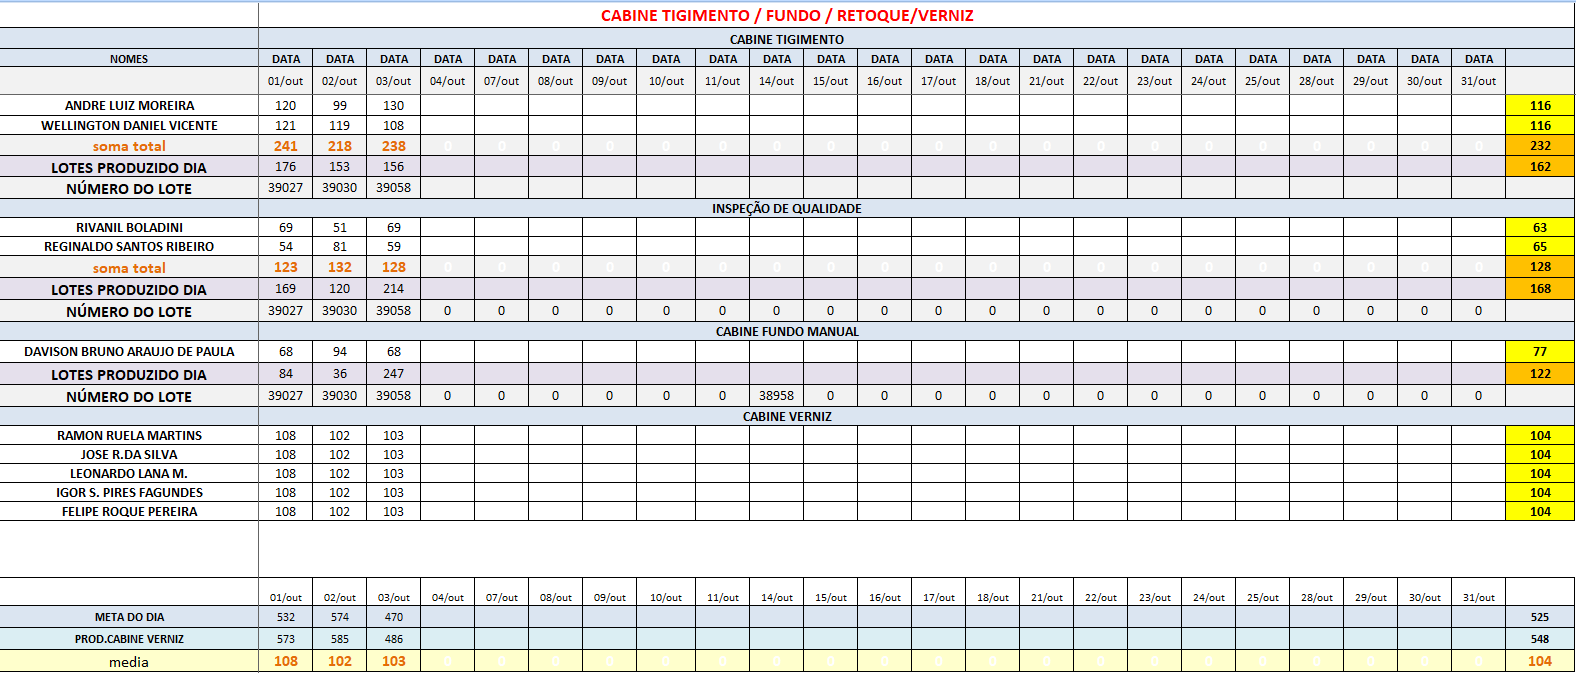 CABINE TIGIMENTO / FUNDO / RETOQUE/VERNIZ
CABINE TIGIMENTO
NOMES DATA DATA DATA DATA DATA DATA DATA DATA DATA DATA DATA DATA DATA DATA DATA DATA DATA DATA DATA DATA DATA DATA DATA
01/out 02/out 03/out 04/out 07/out 08/out 09/out 10/out 11/out 14/out 15/out 16/out 17/out 18/out 21/out 22/out 23/out 24/out 25/out 28/out 29/out 30/out 31/out
ANDRE LUIZ MOREIRA 120 99 130 116
WELLINGTON DANIEL VICENTE 121 119 108 116
soma total 241 218 238 0 0 0 0 0 0 0 0 0 0 0 0 0 0 0 0 0 0 0 0 232
LOTES PRODUZIDO DIA 176 153 156 162
NÚMERO DO LOTE 39027 39030 39058
INSPEÇÃO DE QUALIDADE
RIVANIL BOLADINI 69 51 69 63
REGINALDO SANTOS RIBEIRO 54 81 59 65
soma total 123 132 128 0 0 0 0 0 0 0 0 0 0 0 0 0 0 0 0 0 0 0 0 128
LOTES PRODUZIDO DIA 169 120 214 168
NÚMERO DO LOTE 39027 39030 39058 0 0 0 0 0 0 0 0 0 0 0 0 0 0 0 0 0 0 0 0
CABINE FUNDO MANUAL
DAVISON BRUNO ARAUJO DE PAULA 68 94 68 77
LOTES PRODUZIDO DIA 84 36 247 122
NÚMERO DO LOTE 39027 39030 39058 0 0 0 0 0 0 38958 0 0 0 0 0 0 0 0 0 0 0 0 0
CABINE VERNIZ
RAMON RUELA MARTINS 108 102 103 104
JOSE R.DA SILVA 108 102 103 104
LEONARDO LANA M. 108 102 103 104
IGOR S. PIRES FAGUNDES 108 102 103 104
FELIPE ROQUE PEREIRA 108 102 103 104
01/out 02/out 03/out 04/out 07/out 08/out 09/out 10/out 11/out 14/out 15/out 16/out 17/out 18/out 21/out 22/out 23/out 24/out 25/out 28/out 29/out 30/out 31/out
META DO DIA 532 574 470 525
PROD.CABINE VERNIZ 573 585 486 548
media 108 102 103 0 0 0 0 0 0 0 0 0 0 0 0 0 0 0 0 0 0 0 0 104